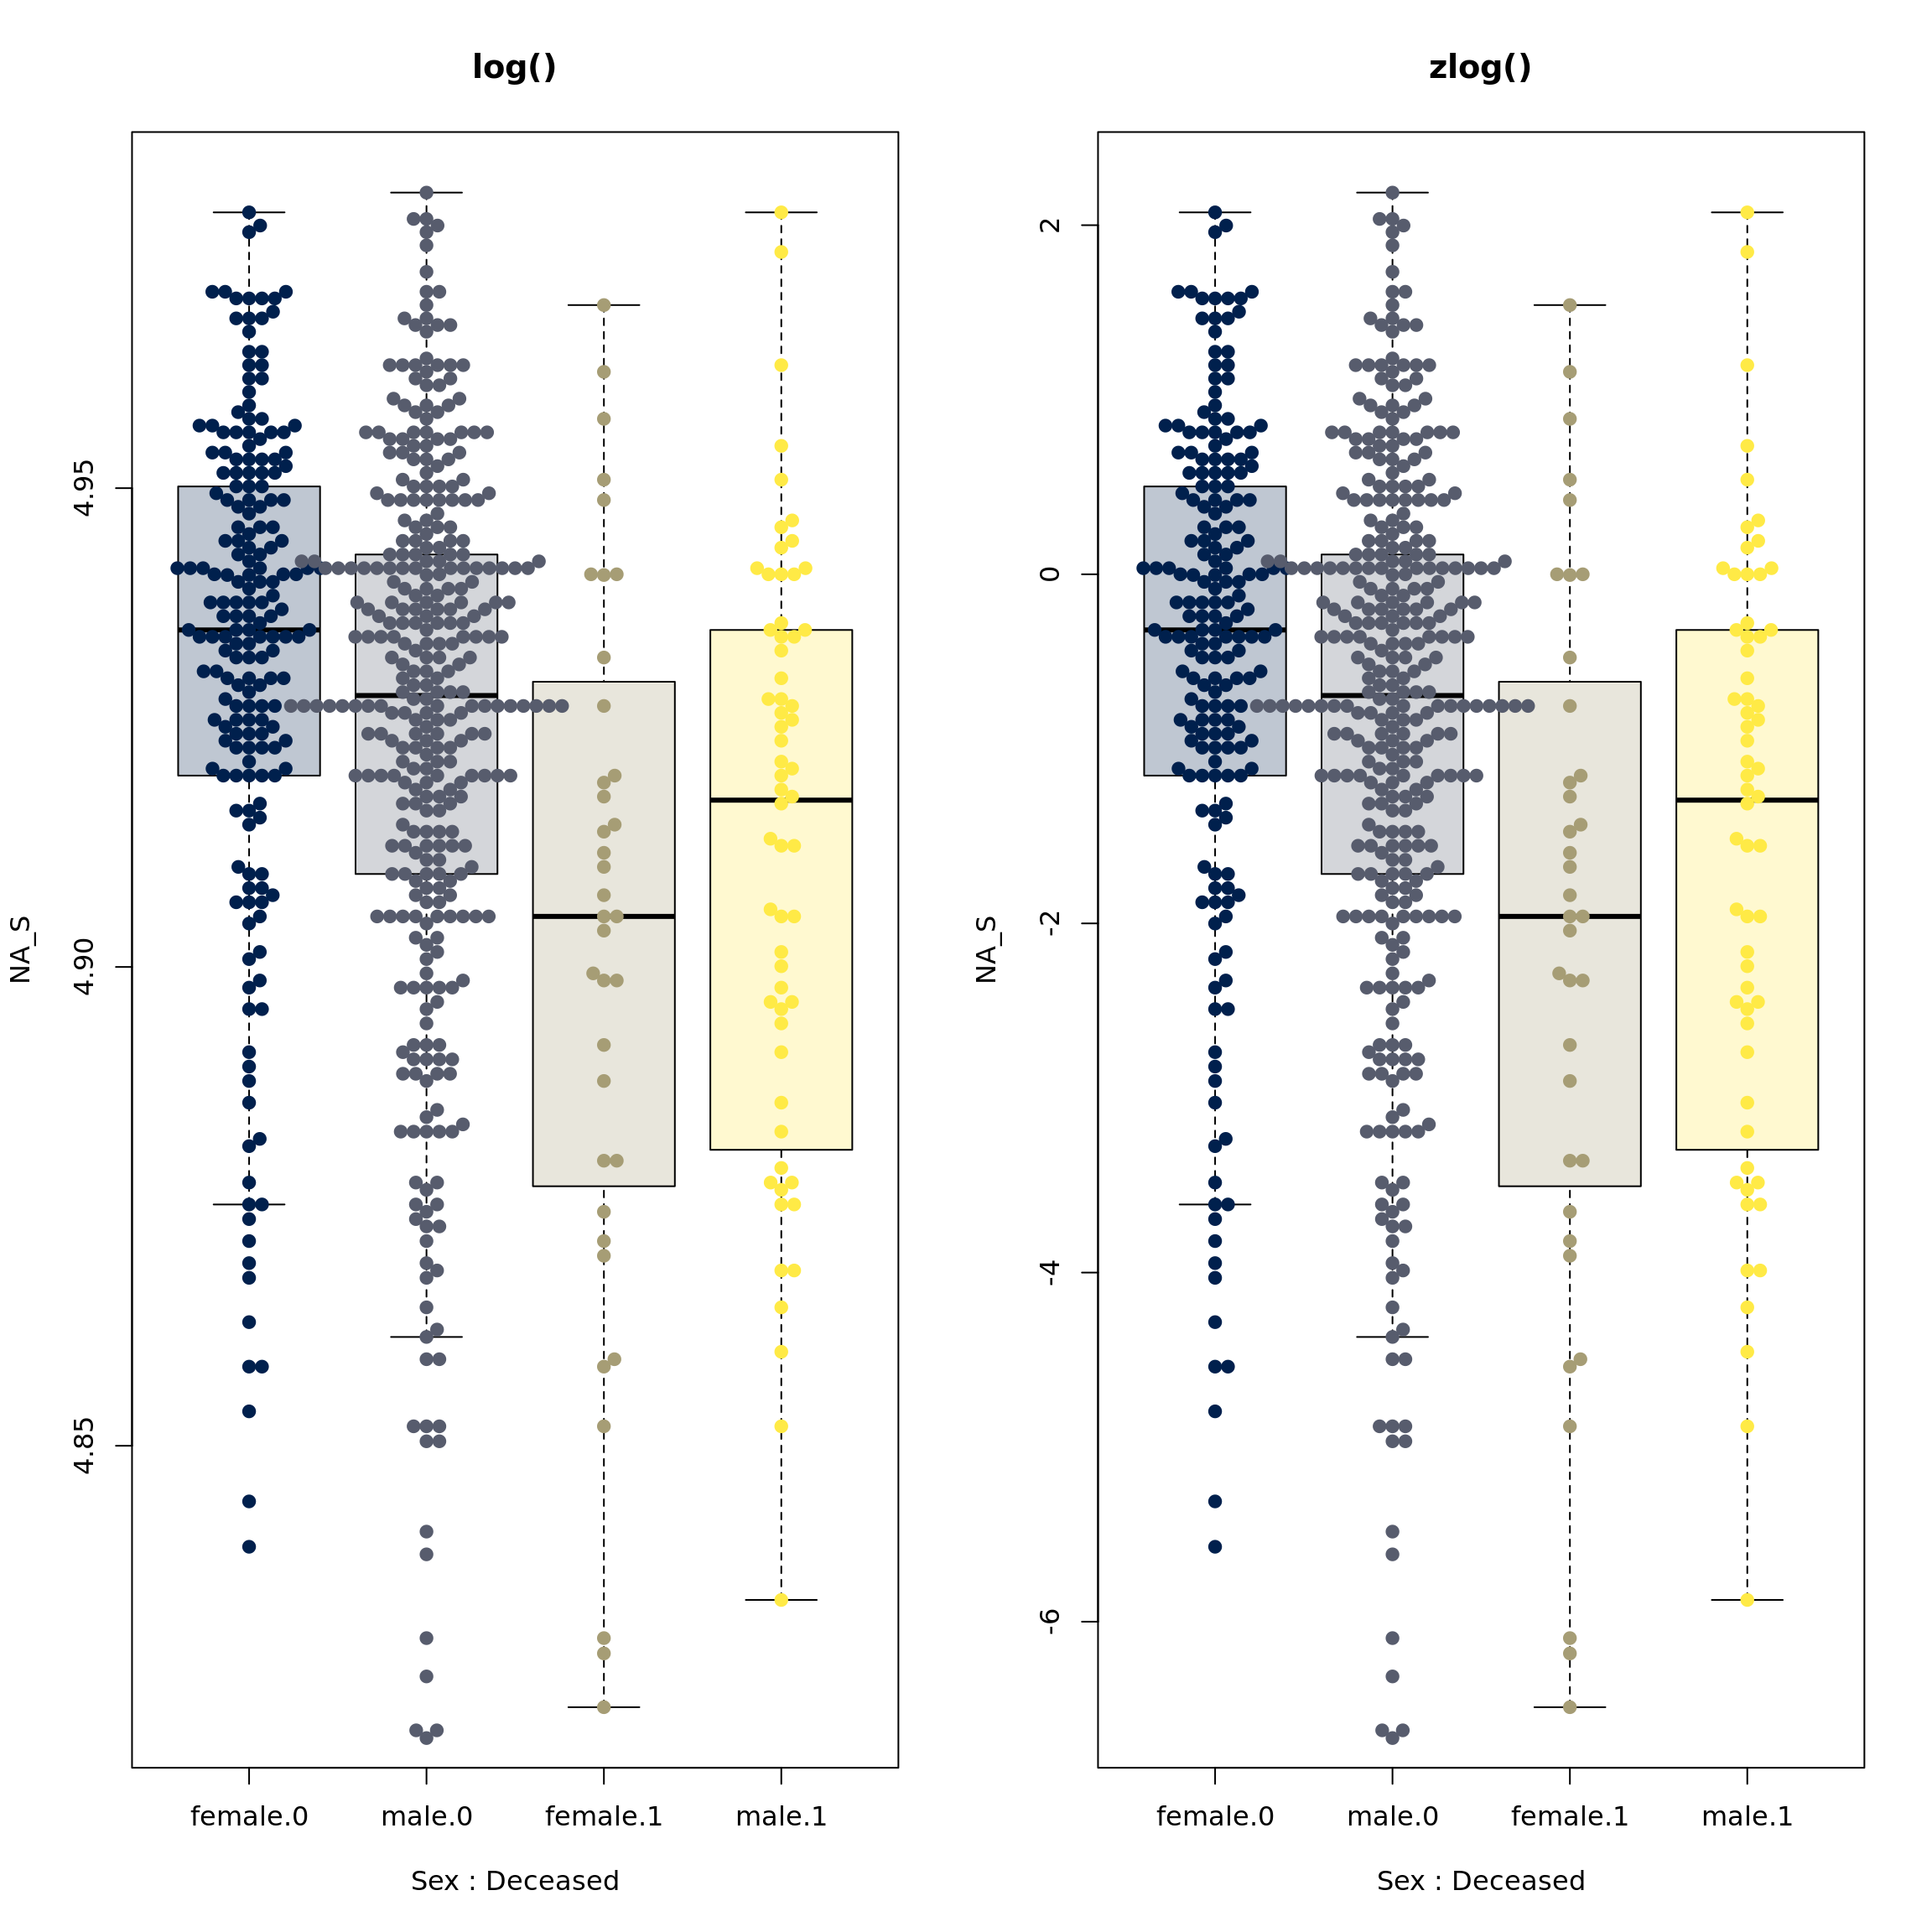 log()
NA_S
4.95
4.90
4.85
female.0 male.0 female.1 male.1
Sex : Deceased
zlog()
NA_S
2
0
-2
-4
-6
female.0 male.0 female.1 male.1
Sex : Deceased